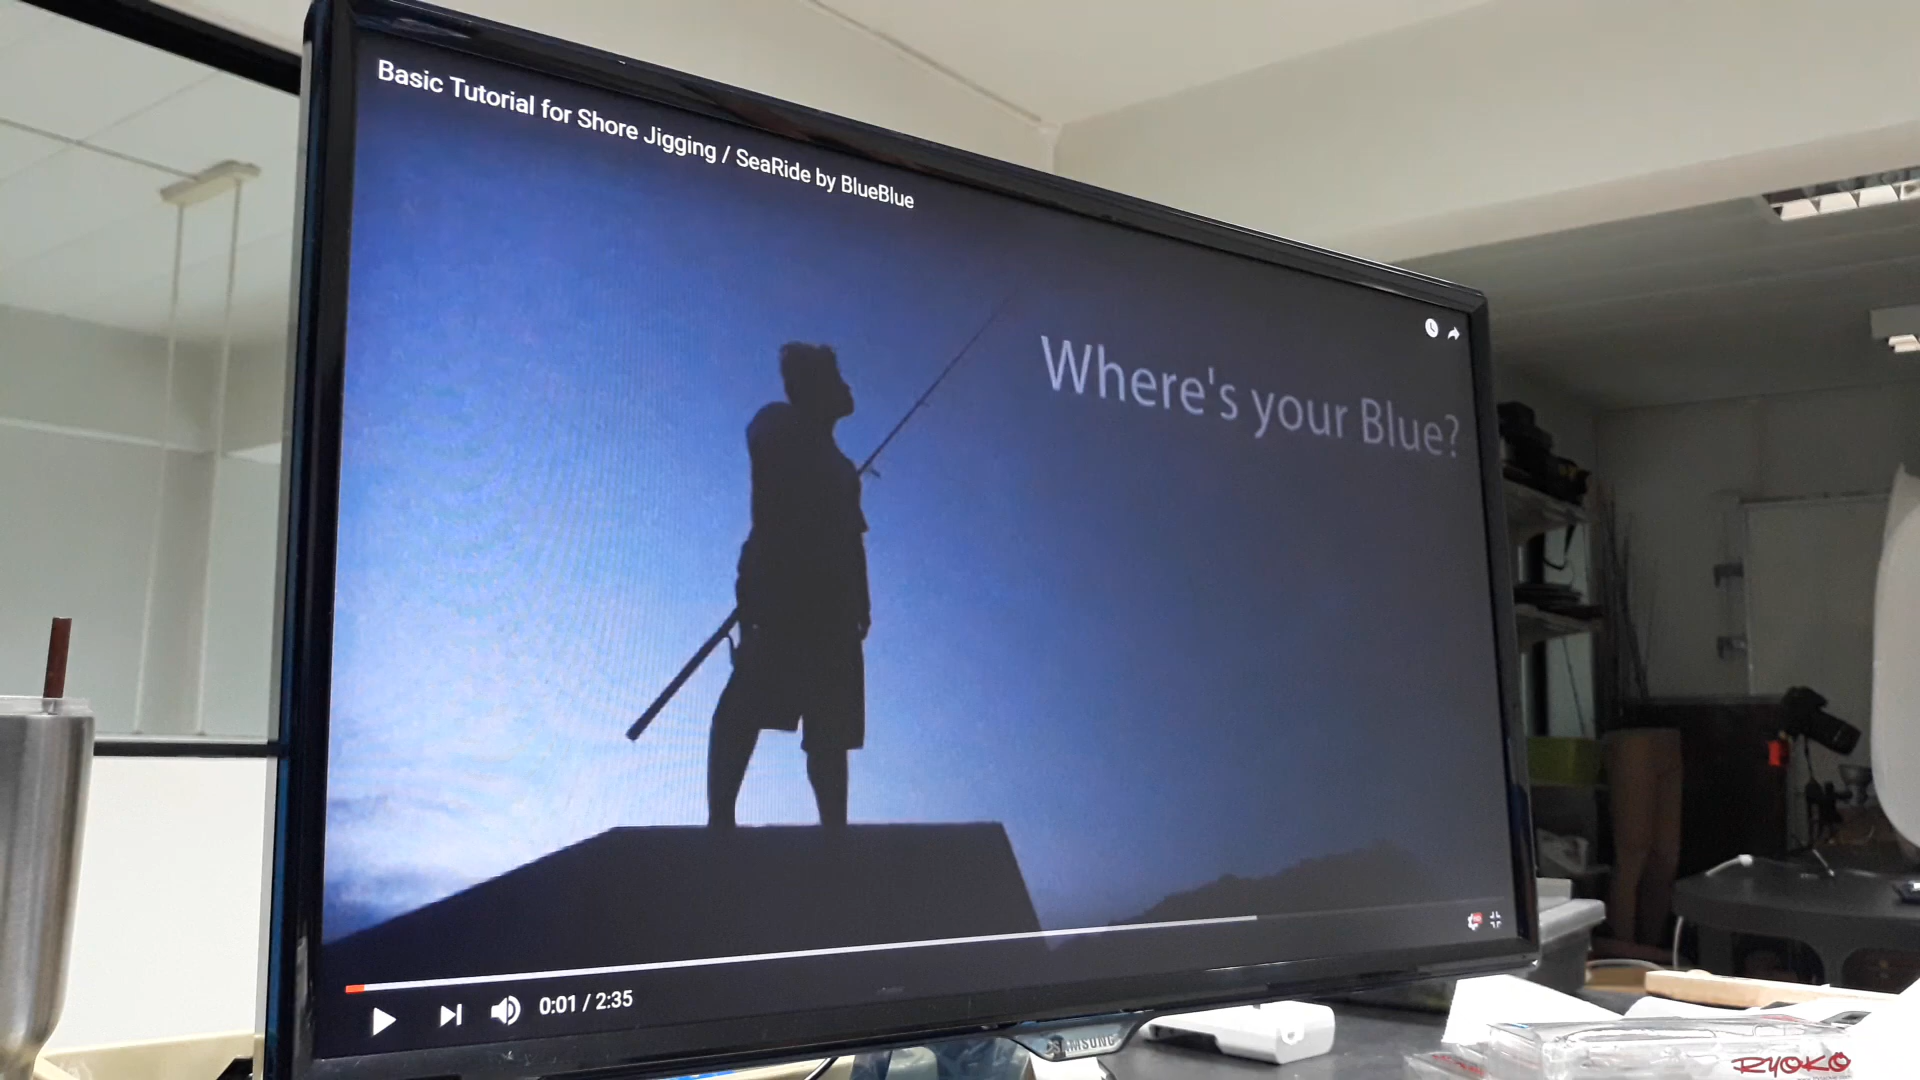 Basic Tutorial for Shore Jigging / SeaRide by BlueBlue
Where's your Blue?
0:01 / 2:35
SAMSUNG
RYOKO